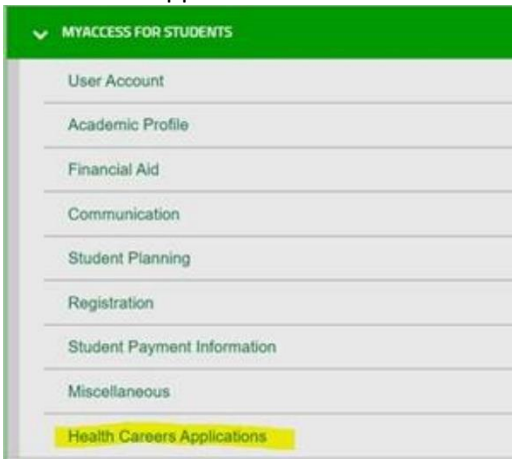 MYACCESS FOR STUDENTS
User Account
Academic Profile
Financial Aid
Communication
Student Planning
Registration
Student Payment Information
Miscellaneous
Health Careers Applications